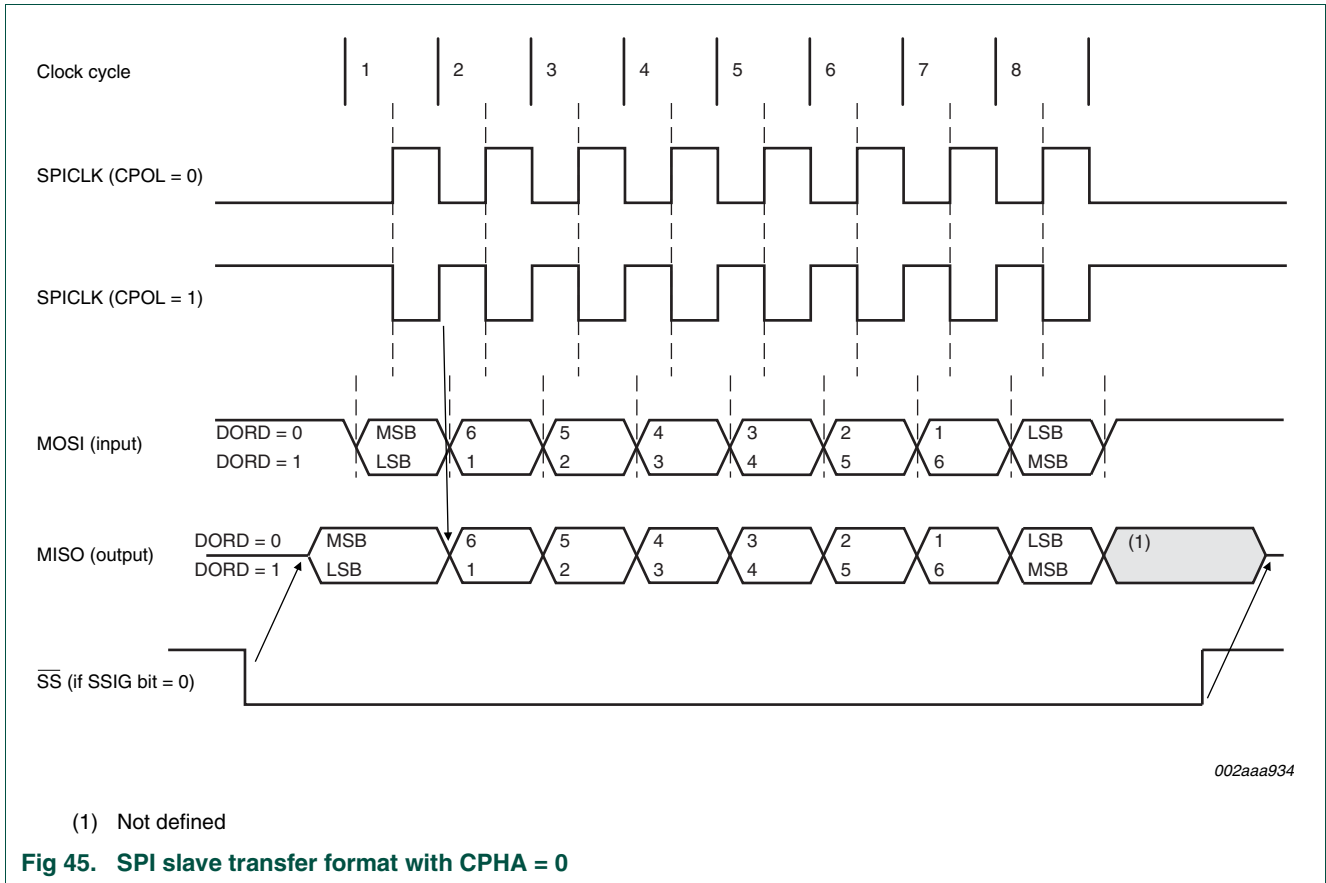 Clock cycle 1 2 3 4 5 6 7 8
SPICLK (CPOL = 0)
SPICLK (CPOL = 1)
MOSI (input)
DORD = 0 MSB 6 5 4 3 2 1 LSB
DORD = 1 LSB 1 2 3 4 5 6 MSB
MISO (output)
DORD = 0 MSB 6 5 4 3 2 1 LSB (1)
DORD = 1 LSB 1 2 3 4 5 6 MSB
SS (if SSIG bit = 0)
002aaa934
(1) Not defined
Fig 45. SPI slave transfer format with CPHA = 0